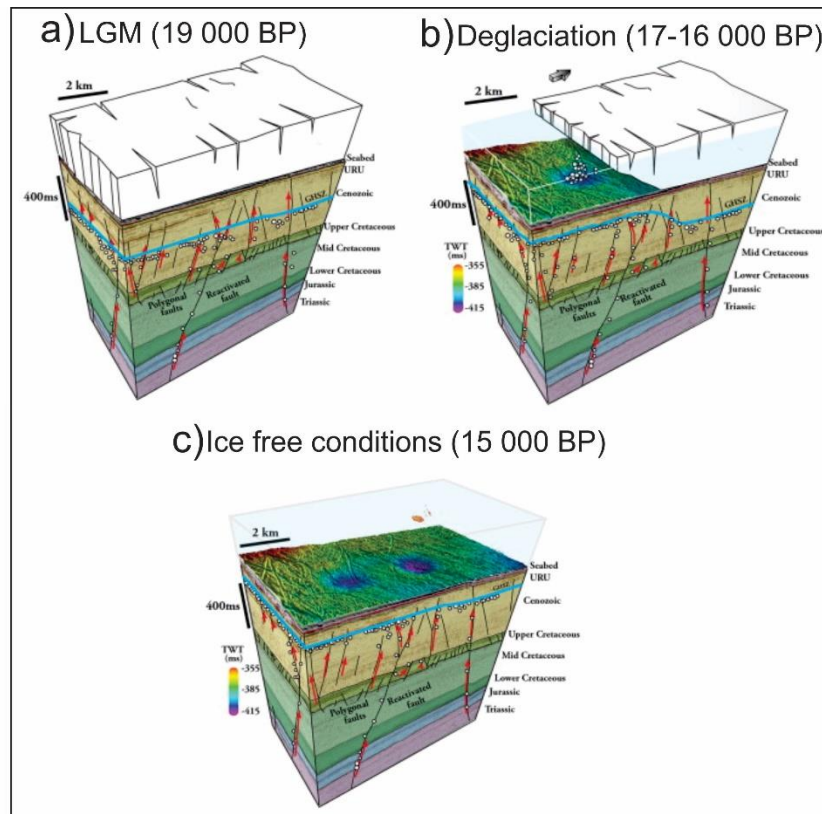 a) LGM (19 000 BP)
2 km
400ms
Seabed
URU
Cenozoic
GHSZ
Upper Cretaceous
Mid Cretaceous
Lower Cretaceous
Jurassic
Triassic
Polygonal
faults
Reactivated
fault
b) Deglaciation (17-16 000 BP)
2 km
400ms
Seabed
URU
Cenozoic
GHSZ
Upper Cretaceous
Mid Cretaceous
Lower Cretaceous
Jurassic
Triassic
TWT
(ms)
-355
-385
-415
Polygonal
faults
Reactivated
fault
c) Ice free conditions (15 000 BP)
2 km
400ms
Seabed
URU
GHSZ
Cenozoic
Upper Cretaceous
Mid Cretaceous
Lower Cretaceous
Jurassic
Triassic
TWT
(ms)
-355
-385
-415
Polygonal
faults
Reactivated
fault